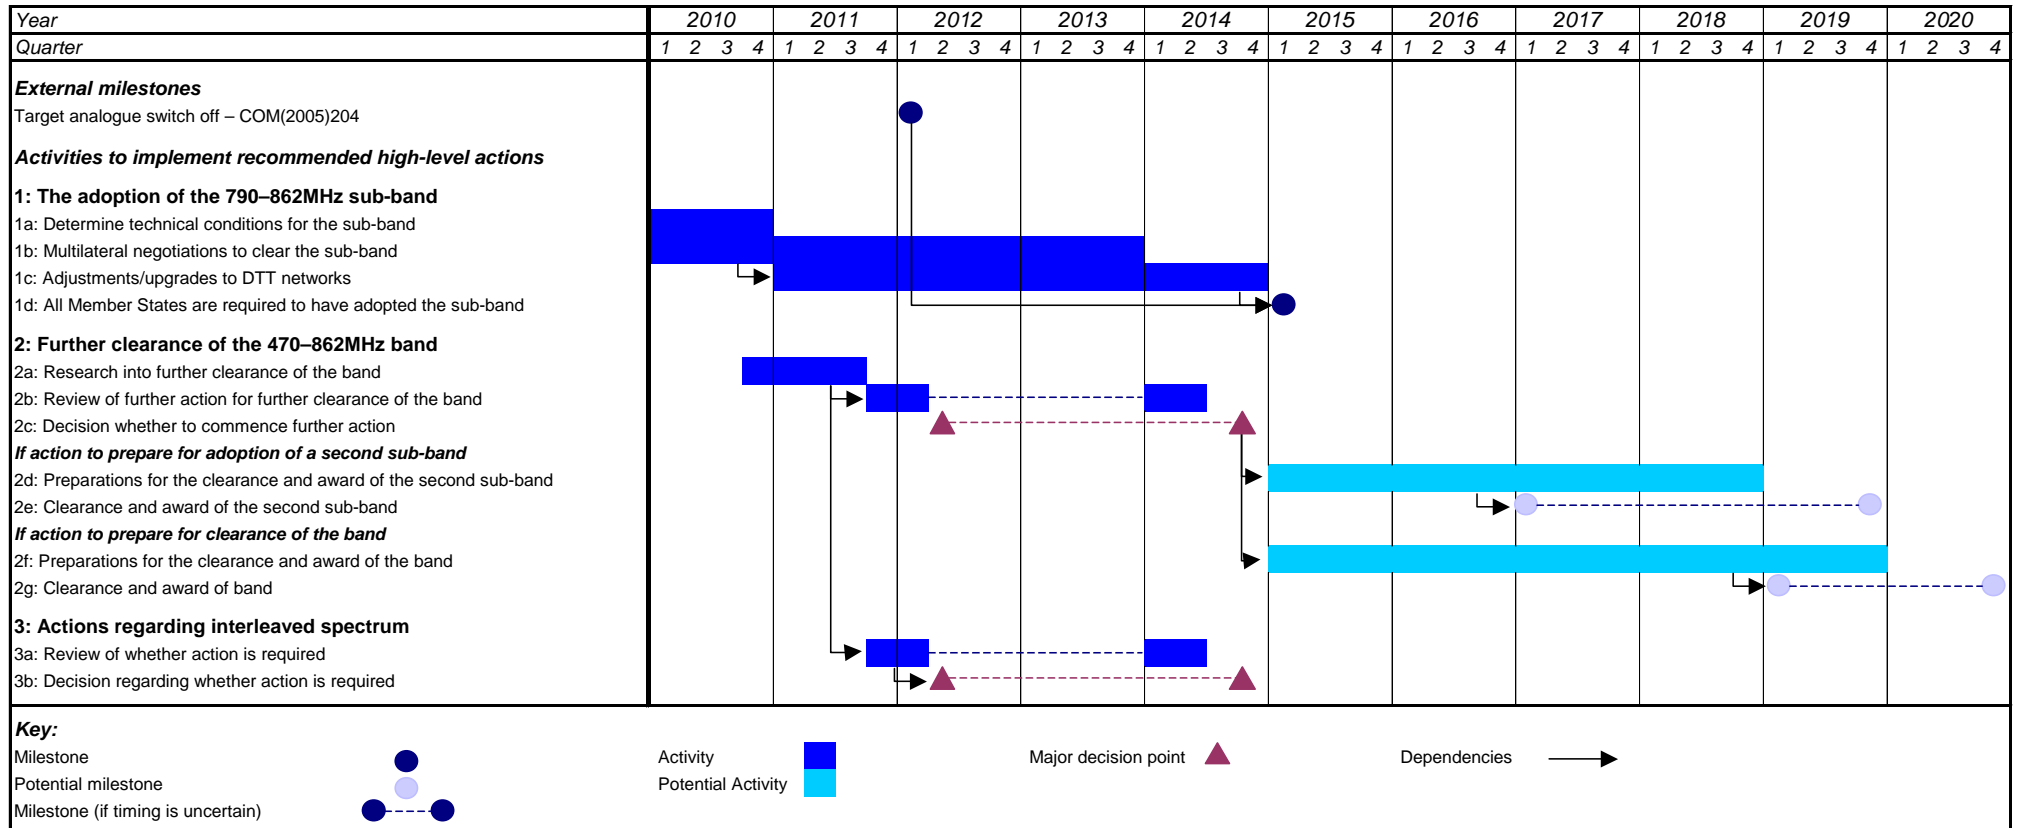 Year 2010 2011 2012 2013 2014 2015 2016 2017 2018 2019 2020
Quarter 1 2 3 4 1 2 3 4 1 2 3 4 1 2 3 4 1 2 3 4 1 2 3 4 1 2 3 4 1 2 3 4 1 2 3 4 1 2 3 4 1 2 3 4
External milestones
Target analogue switch off – COM(2005)204
Activities to implement recommended high-level actions
1: The adoption of the 790–862MHz sub-band
1a: Determine technical conditions for the sub-band
1b: Multilateral negotiations to clear the sub-band
1c: Adjustments/upgrades to DTT networks
1d: All Member States are required to have adopted the sub-band
2: Further clearance of the 470–862MHz band
2a: Research into further clearance of the band
2b: Review of further action for further clearance of the band
2c: Decision whether to commence further action
If action to prepare for adoption of a second sub-band
2d: Preparations for the clearance and award of the second sub-band
2e: Clearance and award of the second sub-band
If action to prepare for clearance of the band
2f: Preparations for the clearance and award of the band
2g: Clearance and award of band
3: Actions regarding interleaved spectrum
3a: Review of whether action is required
3b: Decision regarding whether action is required
Key:
Milestone Activity Major decision point Dependencies
Potential milestone Potential Activity
Milestone (if timing is uncertain)